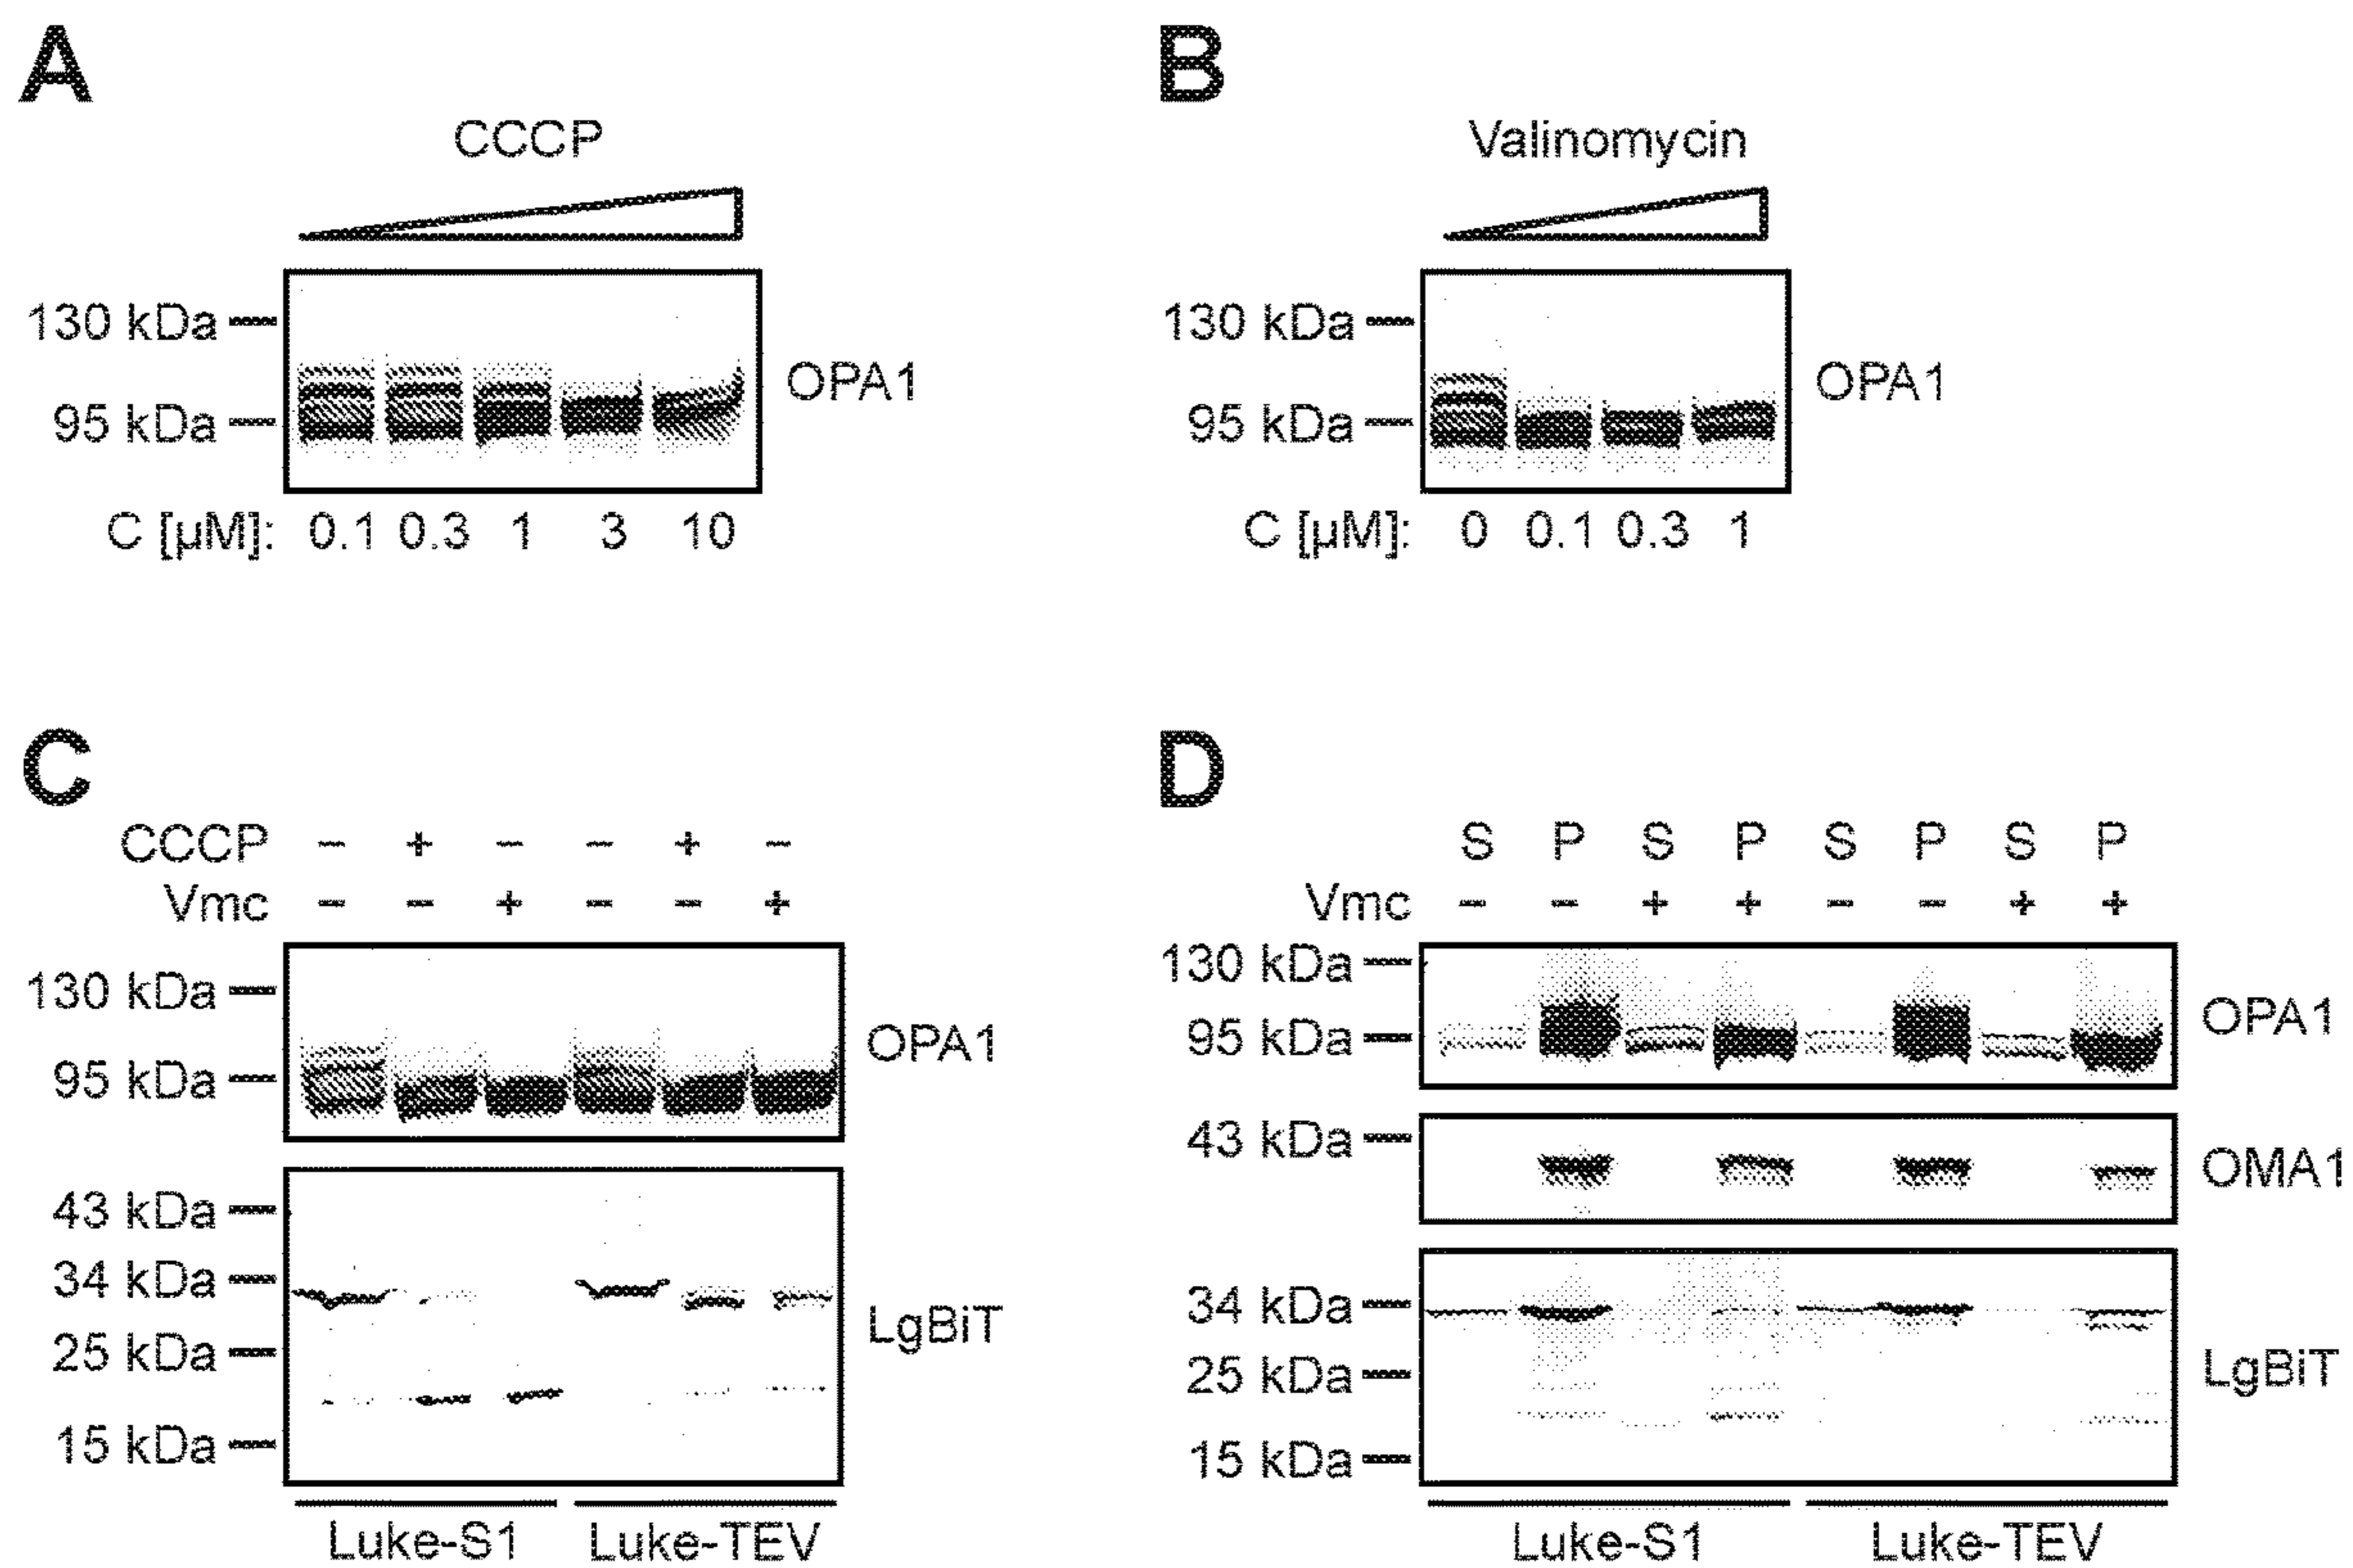 A
CCCP
130 kDa
95 kDa
OPA1
C [µM]: 0.1 0.3 1 3 10
B
Valinomycin
130 kDa
95 kDa
OPA1
C [µM]: 0 0.1 0.3 1
C
CCCP – + – – + –
Vmc – – + – – +
130 kDa
95 kDa
OPA1
43 kDa
34 kDa
25 kDa
15 kDa
LgBiT
Luke-S1 Luke-TEV
D
S P S P S P S P
Vmc – – + + – – + +
130 kDa
95 kDa
OPA1
43 kDa
OMA1
34 kDa
25 kDa
15 kDa
LgBiT
Luke-S1 Luke-TEV